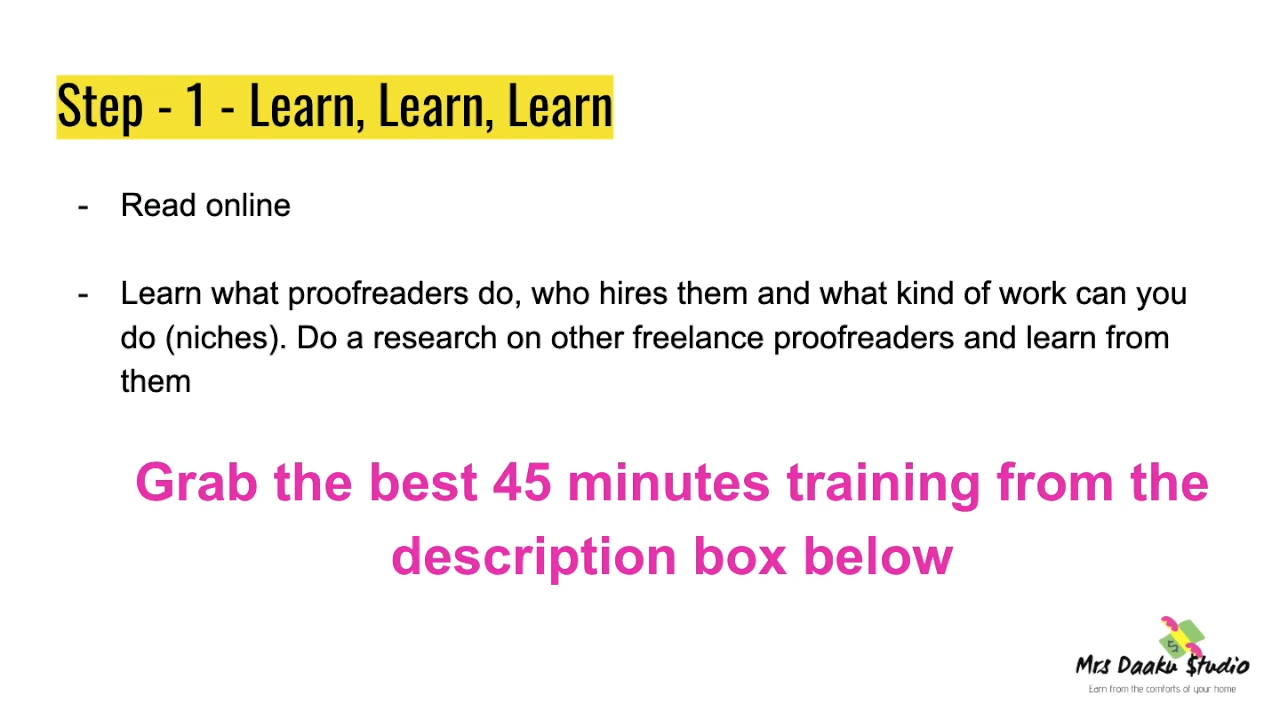 Step - 1 - Learn, Learn, Learn
- Read online
- Learn what proofreaders do, who hires them and what kind of work can you
do (niches). Do a research on other freelance proofreaders and learn from
them
Grab the best 45 minutes training from the
description box below
Mrs Daaku $tudio
Earn from the comforts of your home